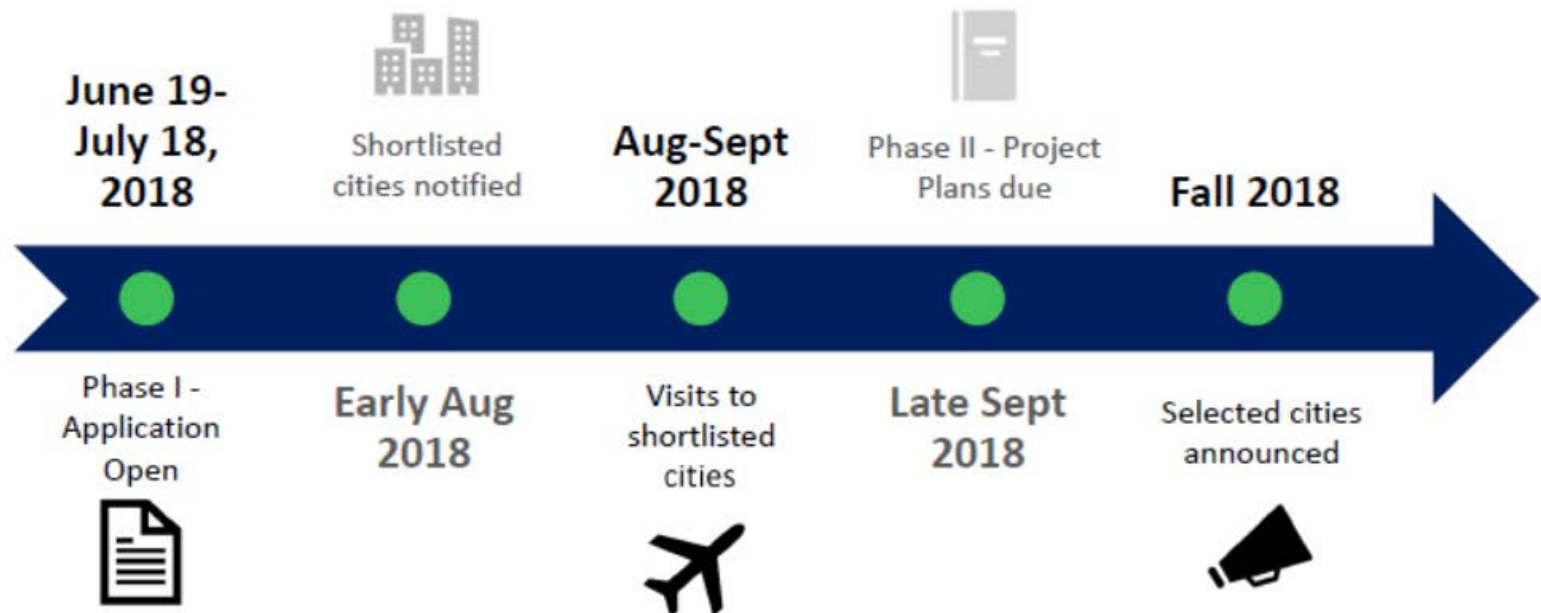 June 19-
July 18,
2018
Phase I -
Application
Open
Shortlisted
cities notified
Early Aug
2018
Aug-Sept
2018
Visits to
shortlisted
cities
Phase II - Project
Plans due
Late Sept
2018
Fall 2018
Selected cities
announced